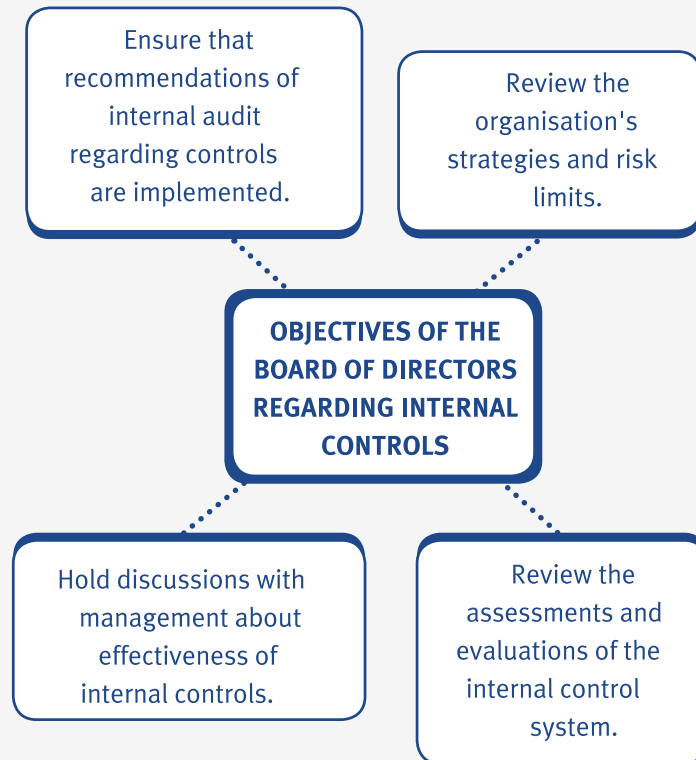 Ensure that
recommendations of
internal audit
regarding controls
are implemented.
Review the
organisation's
strategies and risk
limits.
OBJECTIVES OF THE
BOARD OF DIRECTORS
REGARDING INTERNAL
CONTROLS
Hold discussions with
management about
effectiveness of
internal controls.
Review the
assessments and
evaluations of the
internal control
system.